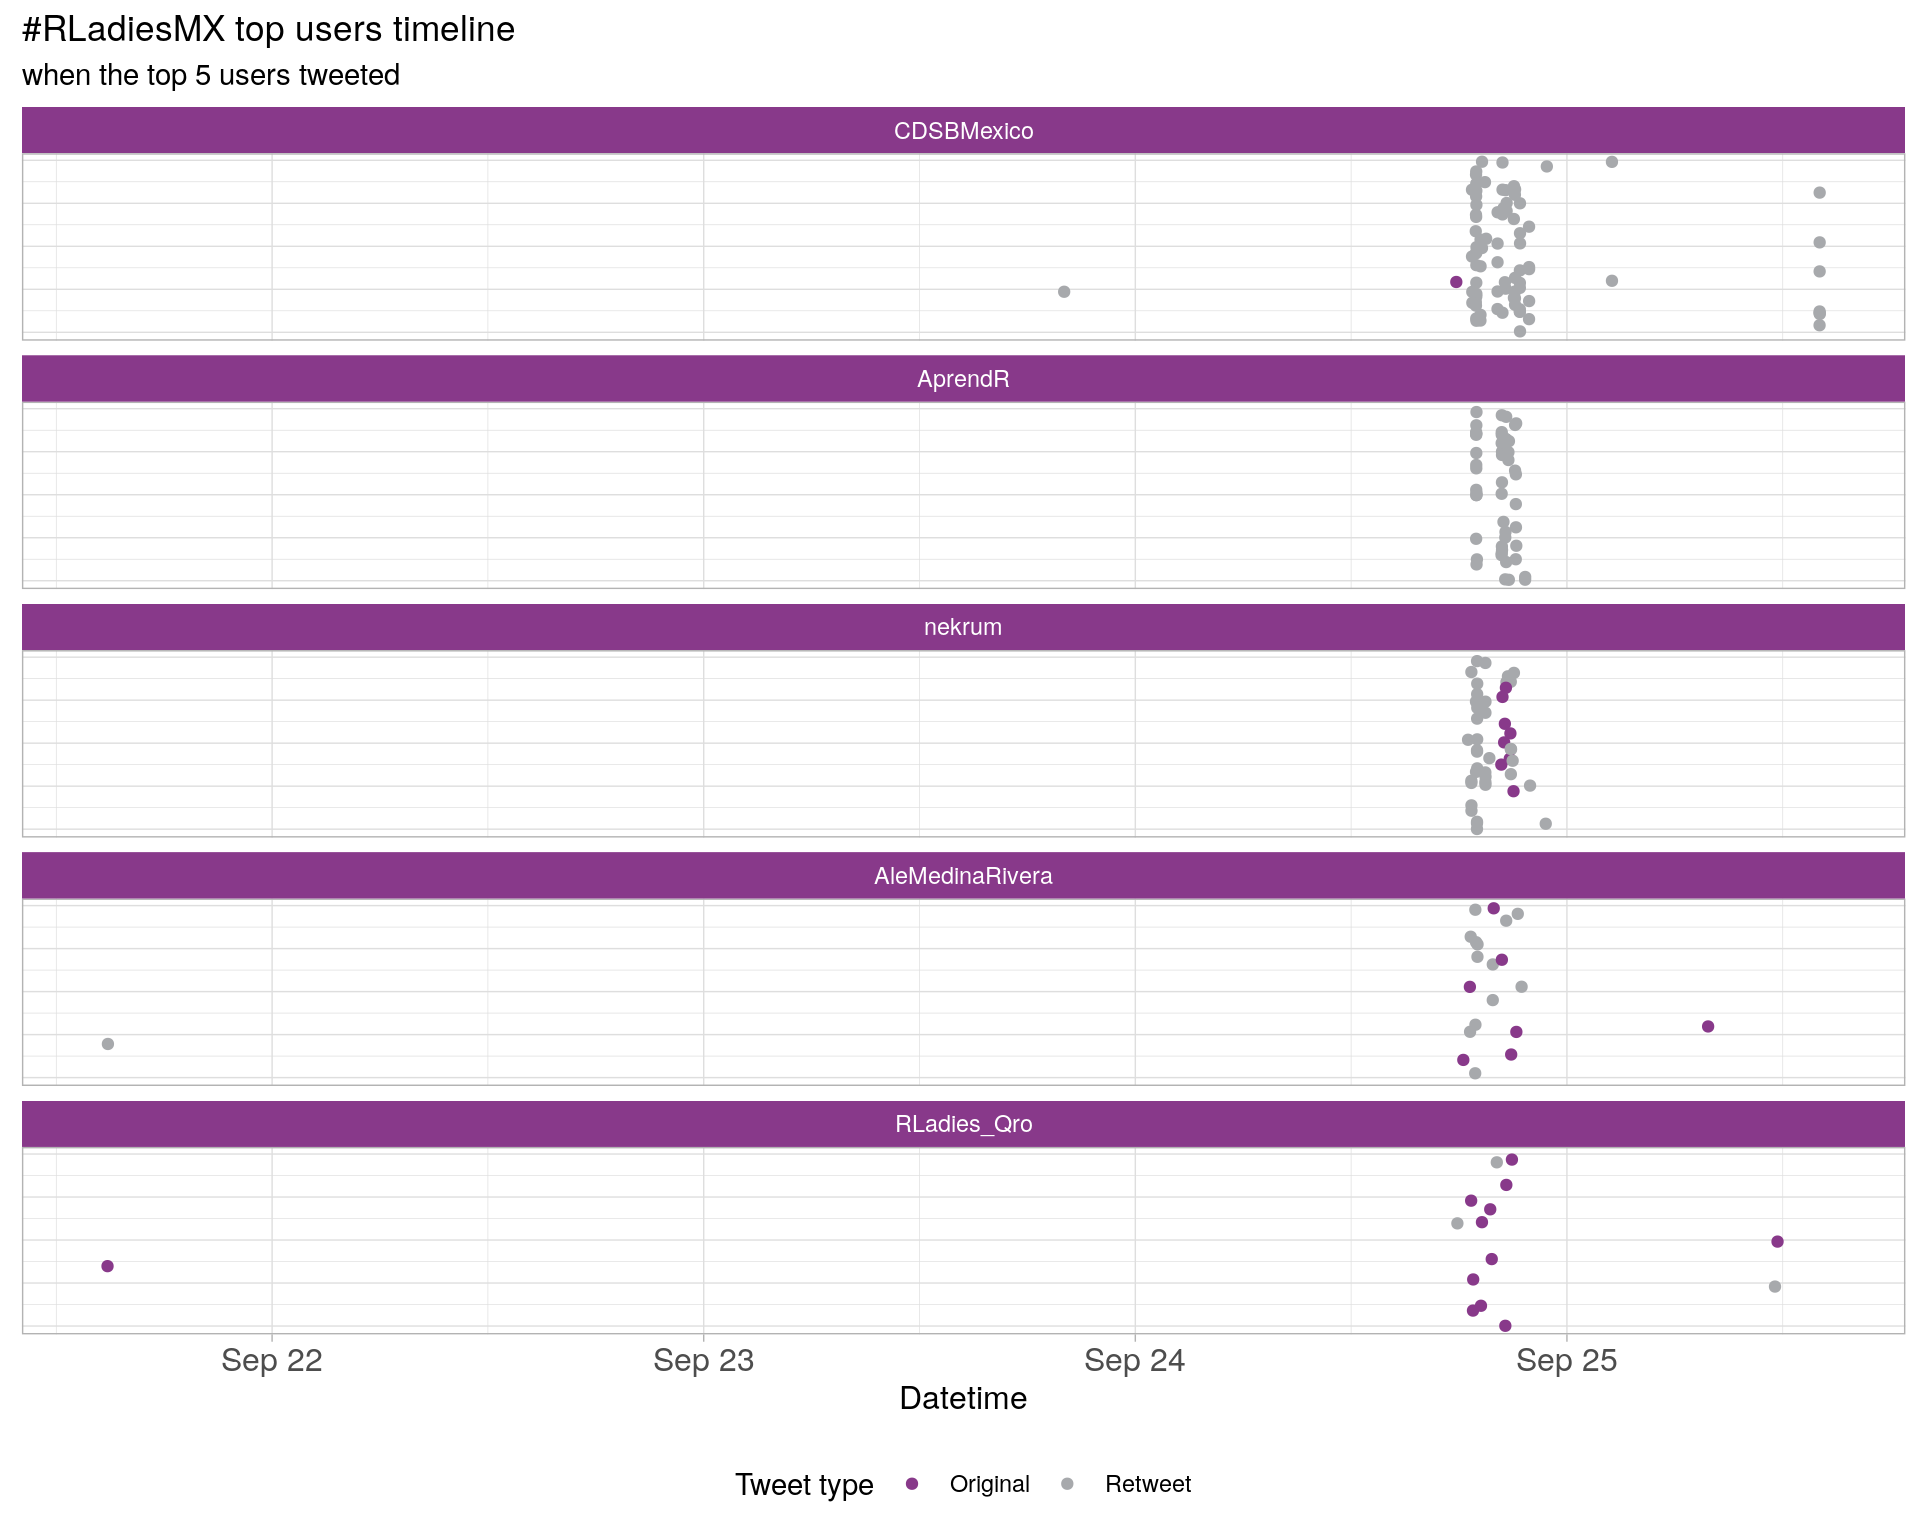 #RLadiesMX top users timeline
when the top 5 users tweeted
CDSBMexico
AprendR
nekrum
AleMedinaRivera
RLadies_Qro
Sep 22 Sep 23 Sep 24 Sep 25
Datetime
Tweet type Original Retweet